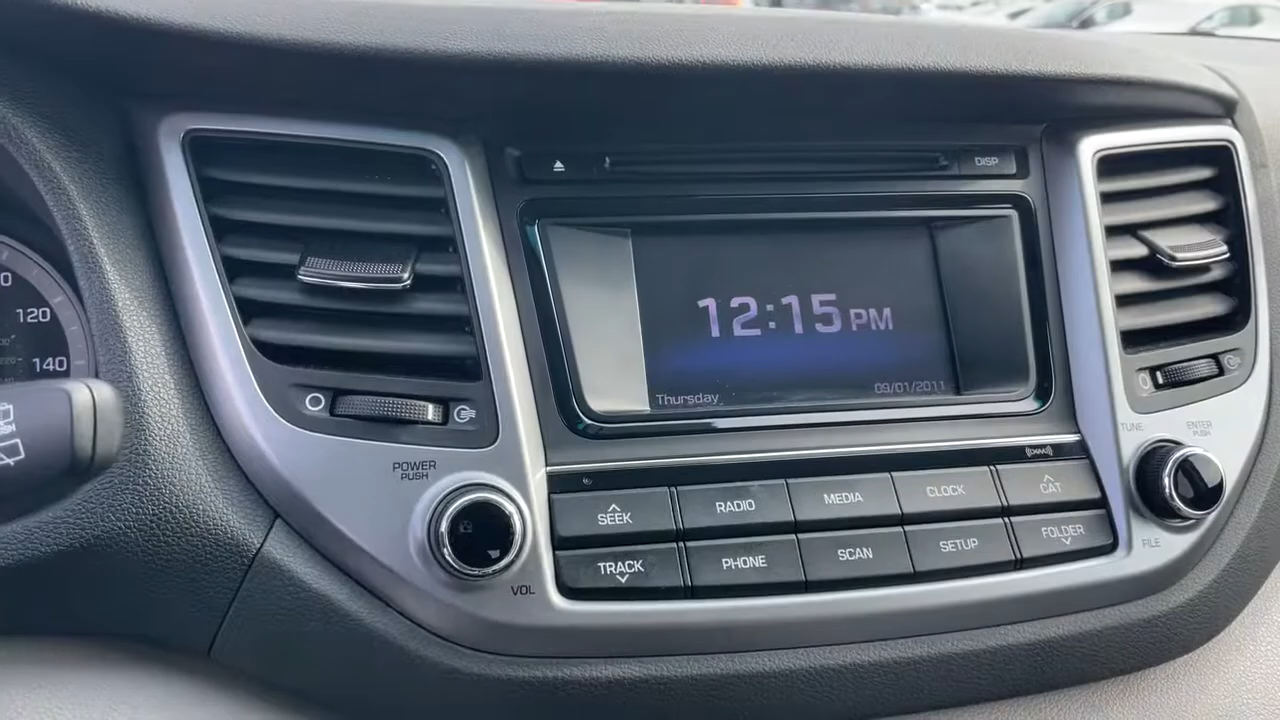 DISP
120
140
12:15 PM
Thursday
09/01/2011
POWER
PUSH
VOL
SEEK
RADIO
MEDIA
CLOCK
CAT
TRACK
PHONE
SCAN
SETUP
FOLDER
TUNE
ENTER
PUSH
FILE